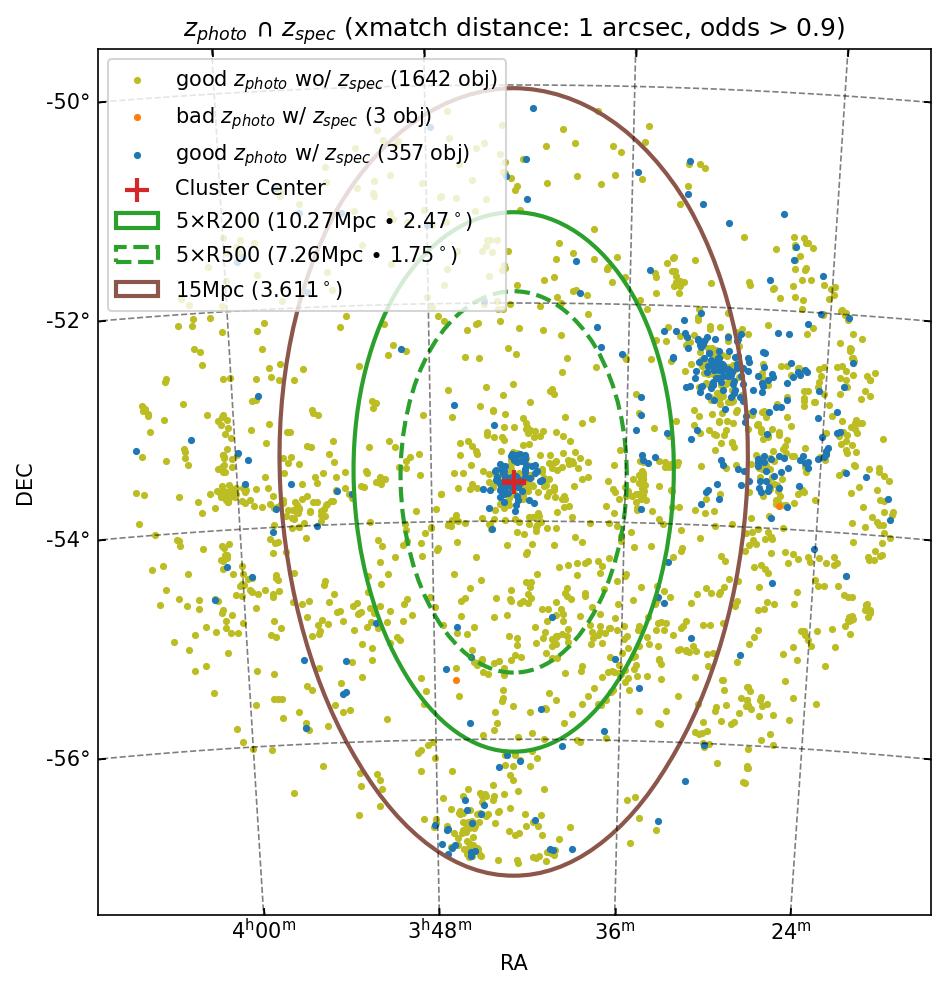 z_photo ∩ z_spec (xmatch distance: 1 arcsec, odds > 0.9)
good z_photo wo/ z_spec (1642 obj)
bad z_photo w/ z_spec (3 obj)
good z_photo w/ z_spec (357 obj)
Cluster Center
5×R200 (10.27Mpc • 2.47°)
5×R500 (7.26Mpc • 1.75°)
15Mpc (3.611°)
-50°
-52°
-54°
-56°
DEC
4ʰ00ᵐ 3ʰ48ᵐ 36ᵐ 24ᵐ
RA